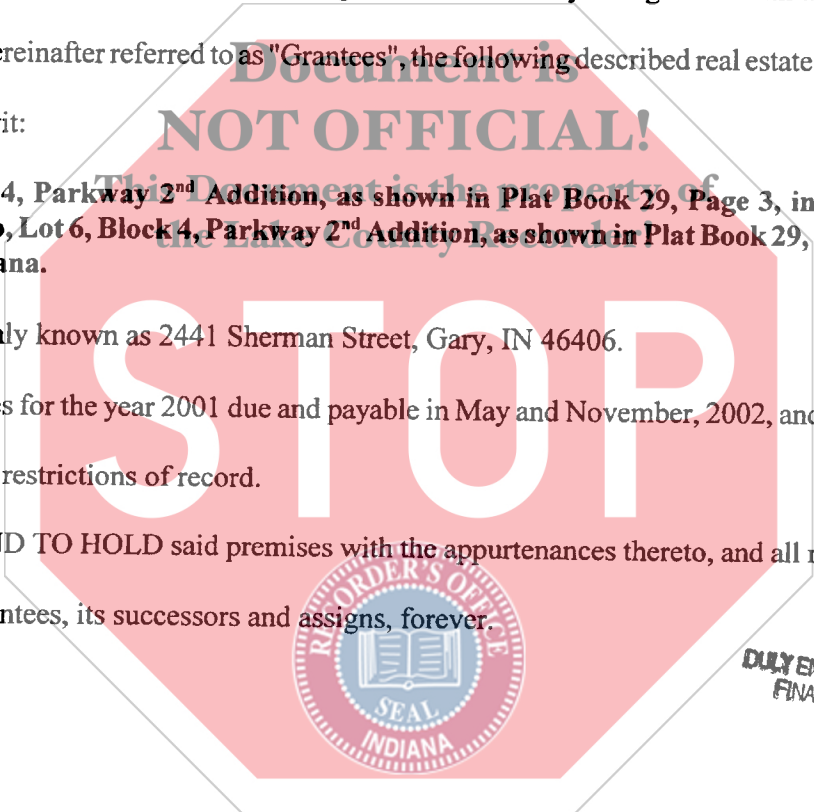 ereinafter referred to as "Grantees", the following described real estate
Document is
it:
NOT OFFICIAL!
This Document is the property of
4, Parkway 2nd Addition, as shown in Plat Book 29, Page 3, in
Lot 6, Block 4, Parkway 2nd Addition, as shown in Plat Book 29,
the Lake County Recorder!
ana.
ly known as 2441 Sherman Street, Gary, IN 46406.
STOP
s for the year 2001 due and payable in May and November, 2002, and
restrictions of record.
ND TO HOLD said premises with the appurtenances thereto, and all
ntees, its successors and assigns, forever.
RECORDER'S OFFICE
SEAL
INDIANA
DULY EN
FINA